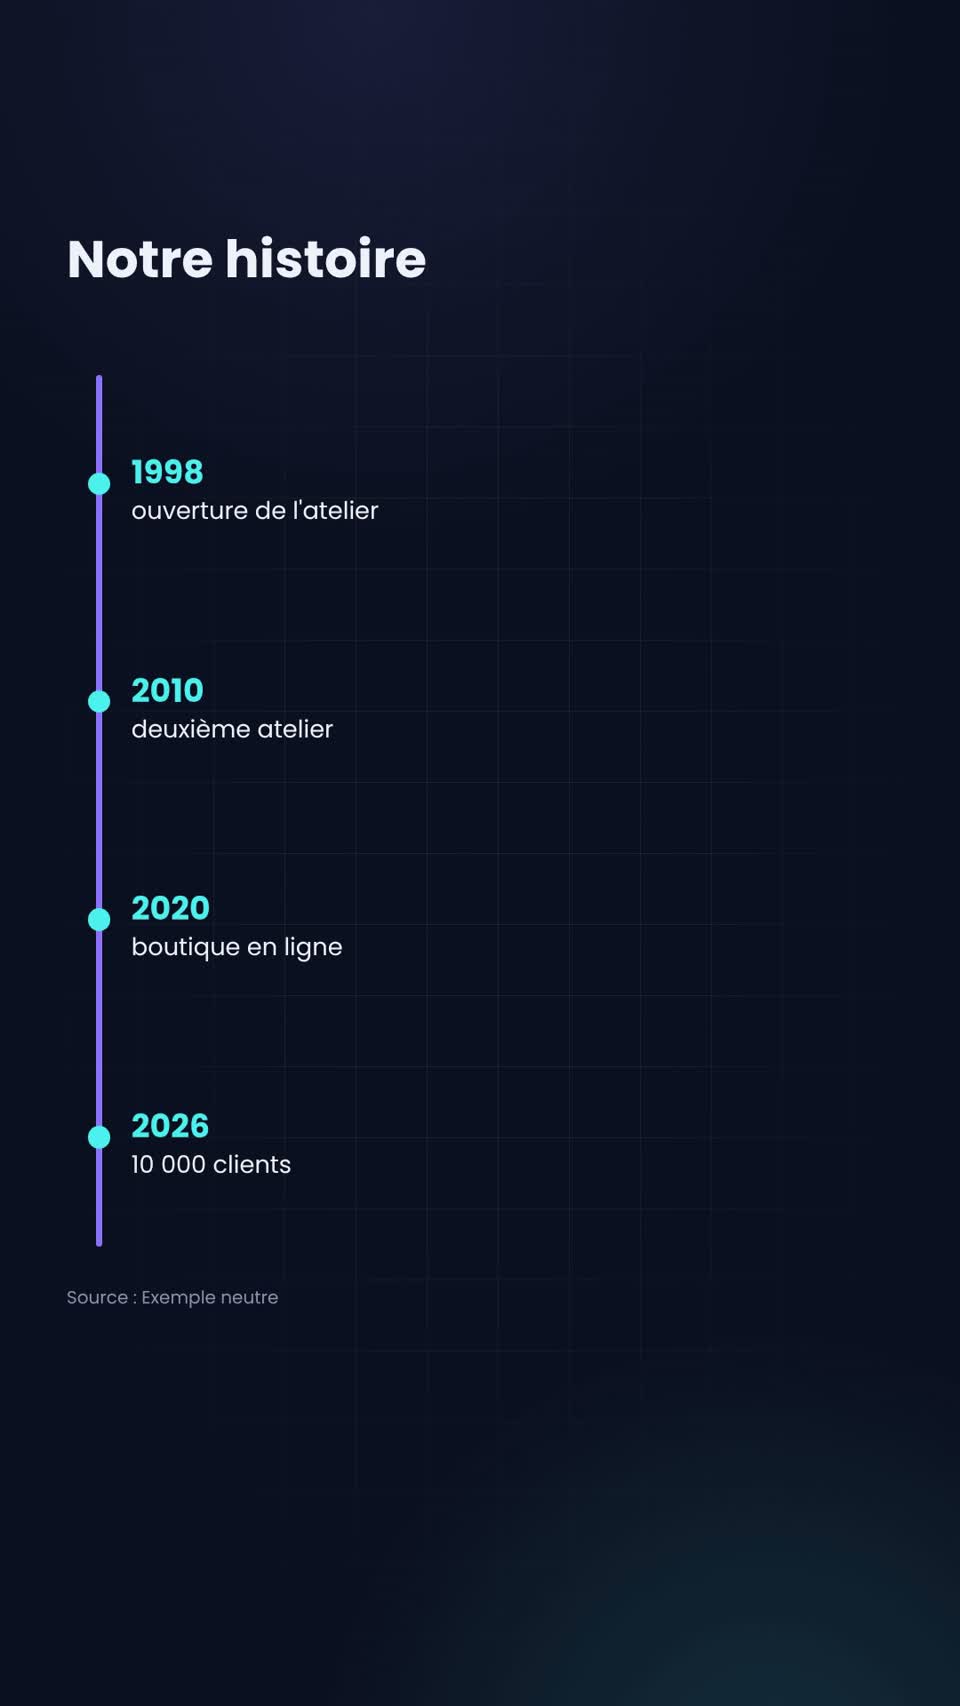 Notre histoire
1998
ouverture de l'atelier
2010
deuxième atelier
2020
boutique en ligne
2026
10 000 clients
Source : Exemple neutre